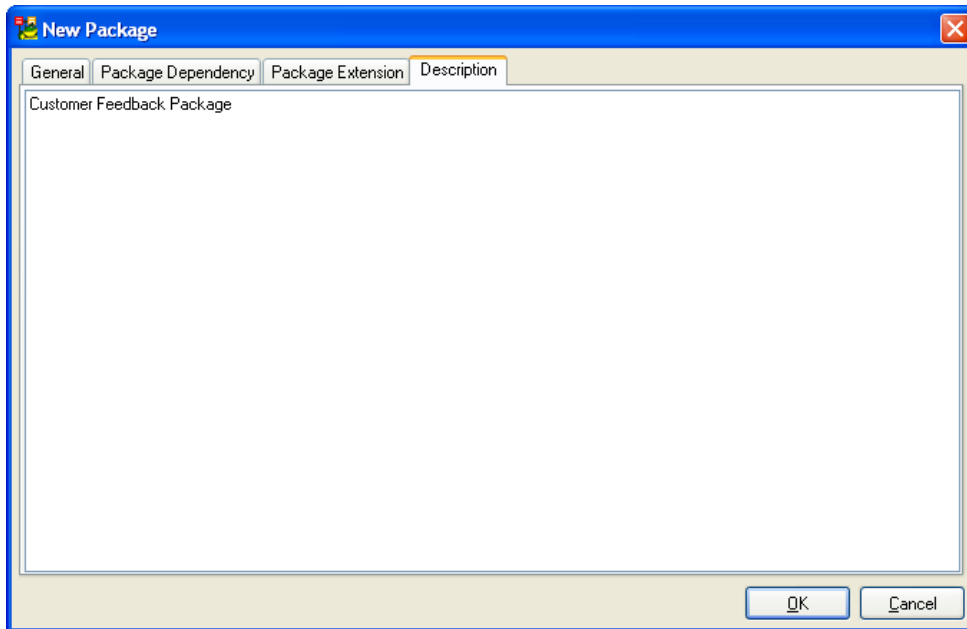 New Package
General Package Dependency Package Extension Description
Customer Feedback Package
OK Cancel